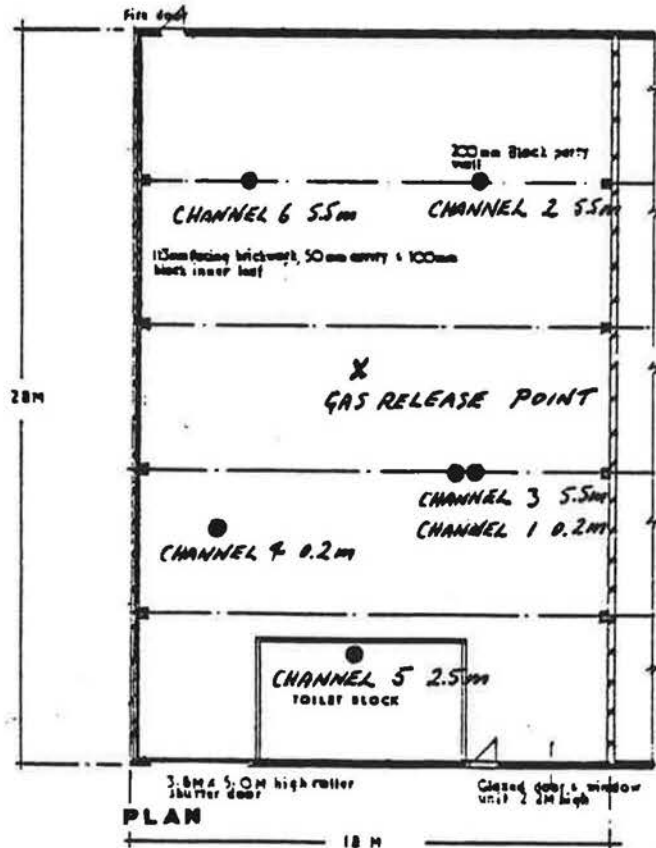 Fire door
200mm Block party
wall
CHANNEL 6 5.5m
CHANNEL 2 5.5m
113mm facing brickwork, 50mm cavity & 100mm
block inner leaf
28M
X
GAS RELEASE POINT
CHANNEL 3 5.5m
CHANNEL 1 0.2m
CHANNEL 4 0.2m
CHANNEL 5 2.5m
TOILET BLOCK
3.8M x 5.0M high roller
shutter door
Glazed door & window
unit 2.2M high
PLAN
18 M